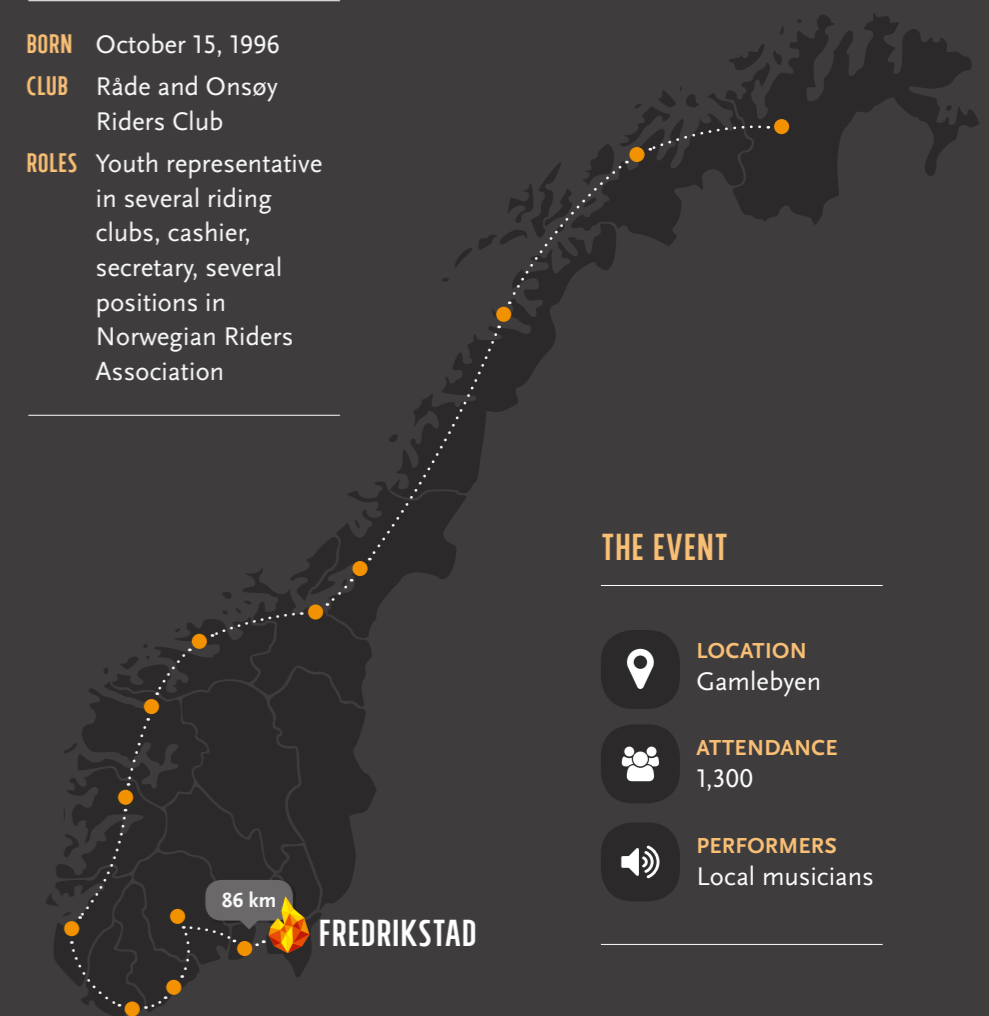 BORN October 15, 1996
CLUB Råde and Onsøy
Riders Club
ROLES Youth representative
in several riding
clubs, cashier,
secretary, several
positions in
Norwegian Riders
Association
THE EVENT
LOCATION
Gamlebyen
ATTENDANCE
1,300
PERFORMERS
Local musicians
86 km
FREDRIKSTAD